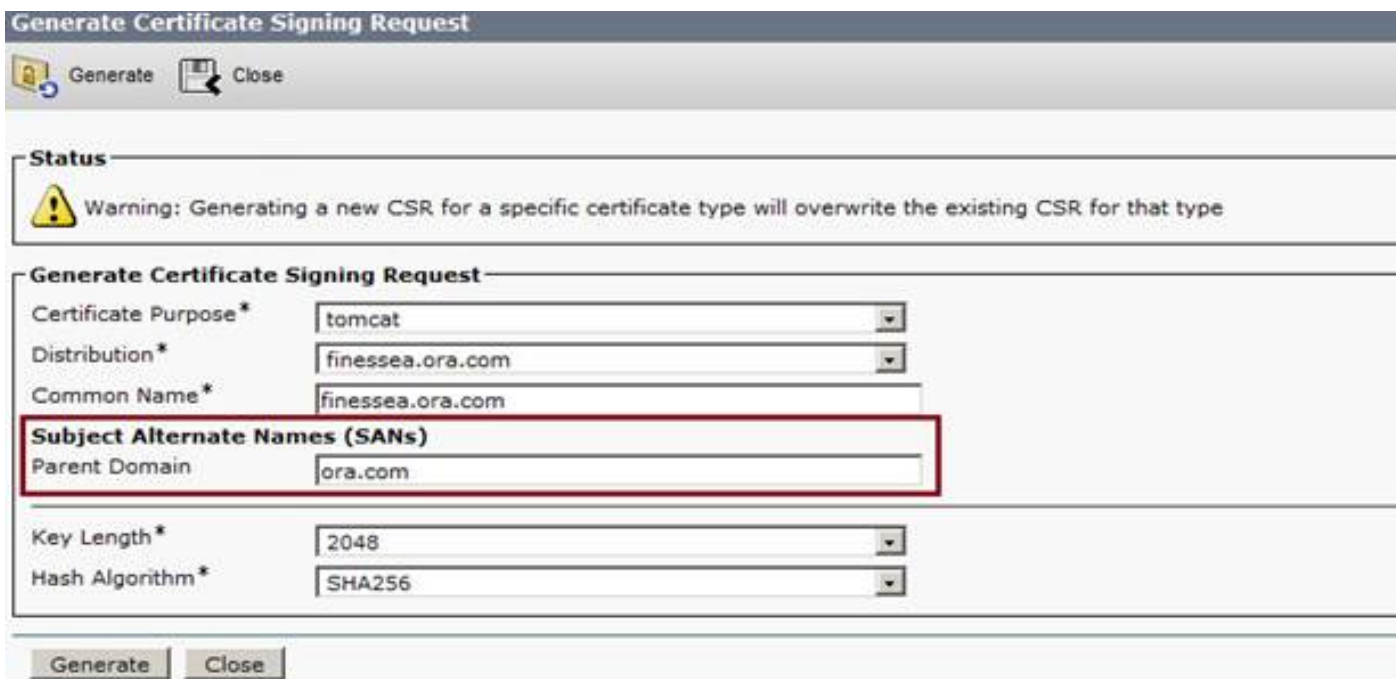 Generate Certificate Signing Request
Generate Close
Status
Warning: Generating a new CSR for a specific certificate type will overwrite the existing CSR for that type
Generate Certificate Signing Request
Certificate Purpose* tomcat
Distribution* finessea.ora.com
Common Name* finessea.ora.com
Subject Alternate Names (SANs)
Parent Domain ora.com
Key Length* 2048
Hash Algorithm* SHA256
Generate Close